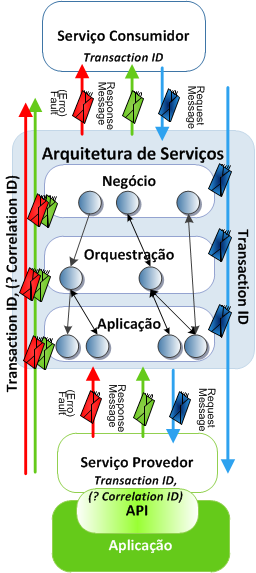 Serviço Consumidor
Transaction ID
(Erro)
Fault
Response
Message
Request
Message
Arquitetura de Serviços
Negócio
Orquestração
Aplicação
Transaction ID, (? Correlation ID)
Transaction ID
(Erro)
Fault
Response
Message
Request
Message
Serviço Provedor
Transaction ID,
(? Correlation ID)
API
Aplicação